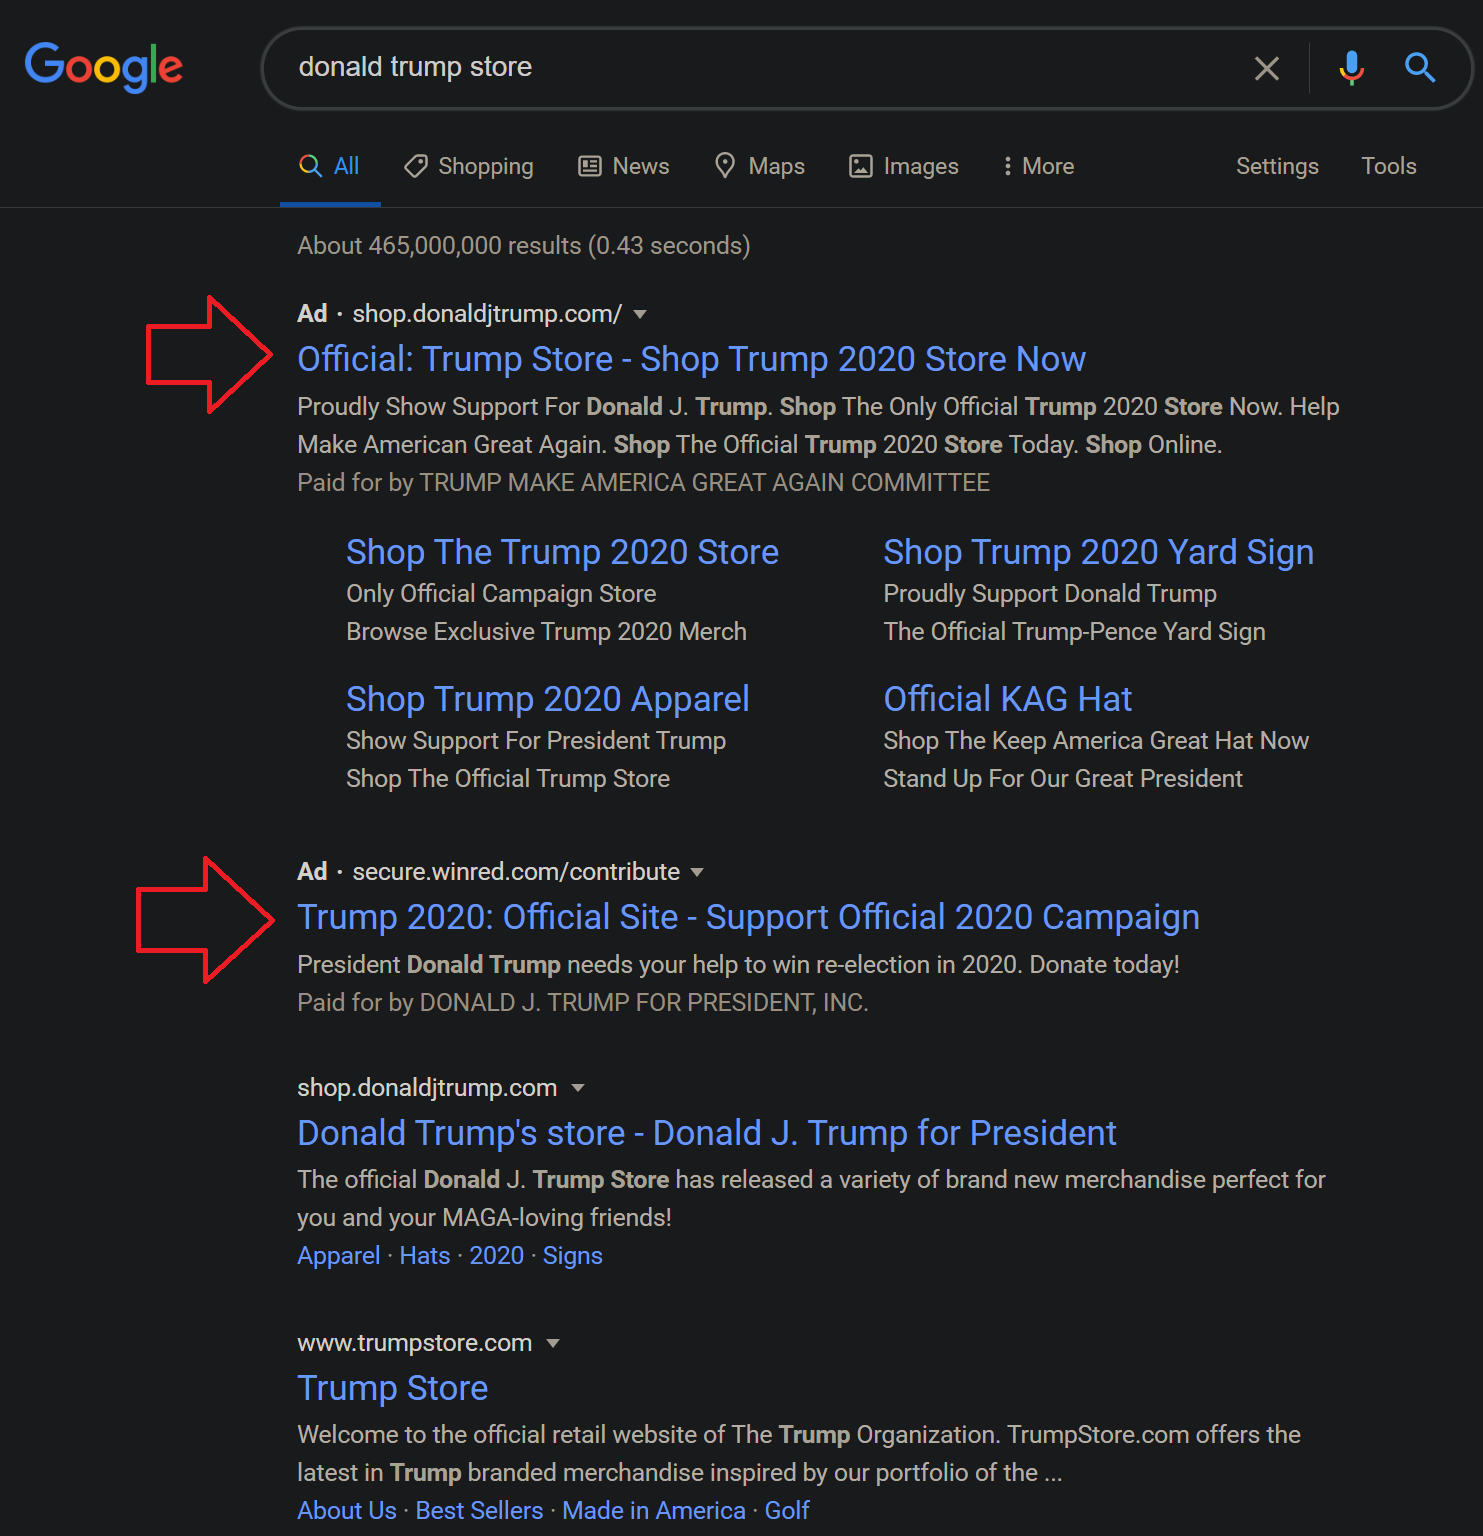 Google
donald trump store
All Shopping News Maps Images More Settings Tools
About 465,000,000 results (0.43 seconds)
Ad · shop.donaldjtrump.com/
Official: Trump Store - Shop Trump 2020 Store Now
Proudly Show Support For Donald J. Trump. Shop The Only Official Trump 2020 Store Now. Help
Make American Great Again. Shop The Official Trump 2020 Store Today. Shop Online.
Paid for by TRUMP MAKE AMERICA GREAT AGAIN COMMITTEE
Shop The Trump 2020 Store
Only Official Campaign Store
Browse Exclusive Trump 2020 Merch
Shop Trump 2020 Yard Sign
Proudly Support Donald Trump
The Official Trump-Pence Yard Sign
Shop Trump 2020 Apparel
Show Support For President Trump
Shop The Official Trump Store
Official KAG Hat
Shop The Keep America Great Hat Now
Stand Up For Our Great President
Ad · secure.winred.com/contribute
Trump 2020: Official Site - Support Official 2020 Campaign
President Donald Trump needs your help to win re-election in 2020. Donate today!
Paid for by DONALD J. TRUMP FOR PRESIDENT, INC.
shop.donaldjtrump.com
Donald Trump's store - Donald J. Trump for President
The official Donald J. Trump Store has released a variety of brand new merchandise perfect for
you and your MAGA-loving friends!
Apparel · Hats · 2020 · Signs
www.trumpstore.com
Trump Store
Welcome to the official retail website of The Trump Organization. TrumpStore.com offers the
latest in Trump branded merchandise inspired by our portfolio of the ...
About Us · Best Sellers · Made in America · Golf